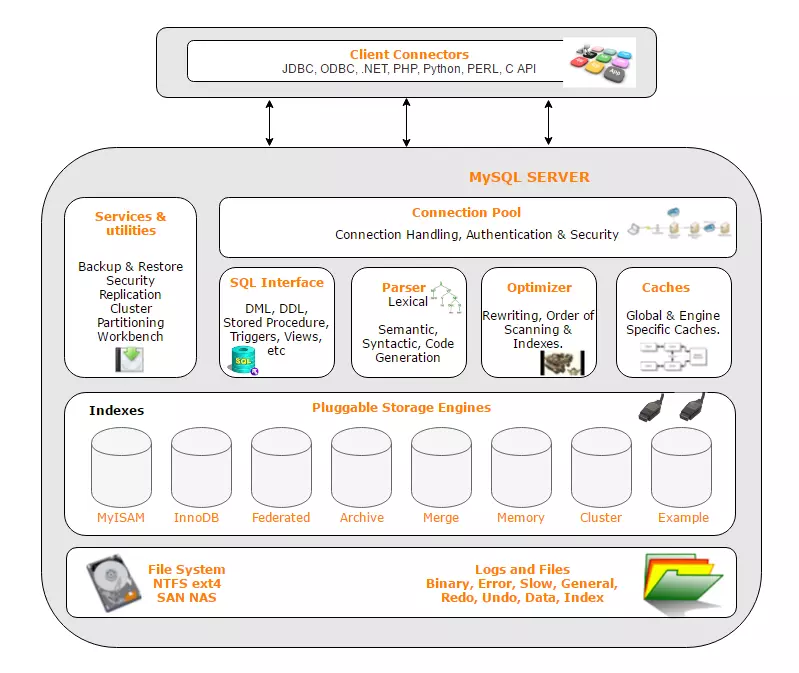 Client Connectors
JDBC, ODBC, .NET, PHP, Python, PERL, C API
App
MySQL SERVER
Services &
utilities
Backup & Restore
Security
Replication
Cluster
Partitioning
Workbench
Connection Pool
Connection Handling, Authentication & Security
SQL Interface
DML, DDL,
Stored Procedure,
Triggers, Views,
etc
SQL
Parser
Lexical
Semantic,
Syntactic, Code
Generation
Optimizer
Rewriting, Order of
Scanning &
Indexes.
Caches
Global & Engine
Specific Caches.
Indexes
Pluggable Storage Engines
MyISAM
InnoDB
Federated
Archive
Merge
Memory
Cluster
Example
File System
NTFS ext4
SAN NAS
Logs and Files
Binary, Error, Slow, General,
Redo, Undo, Data, Index